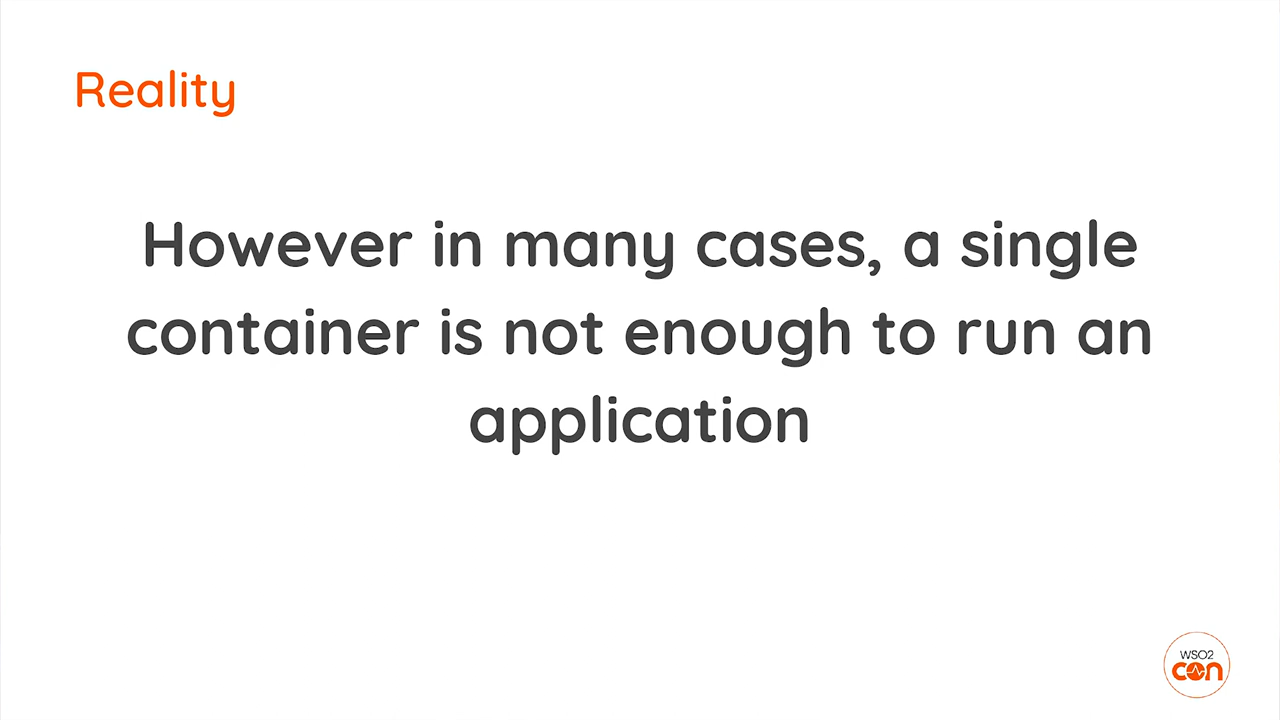 Reality
However in many cases, a single
container is not enough to run an
application
WSO2
con